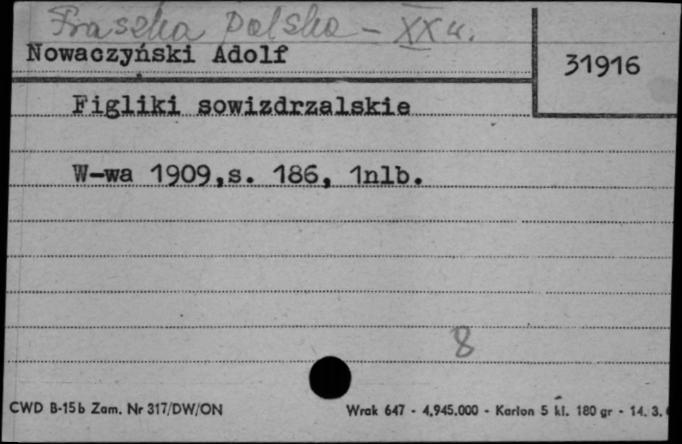 Fraszka polska - XX w.
Nowaczyński Adolf
31916
Figliki sowizdrzalskie
W-wa 1909,s. 186, 1nlb.
8
CWD B-15b Zam. Nr 317/DW/ON
Wrak 647 - 4.945.000 - Karton 5 kl. 180 gr - 14. 3.